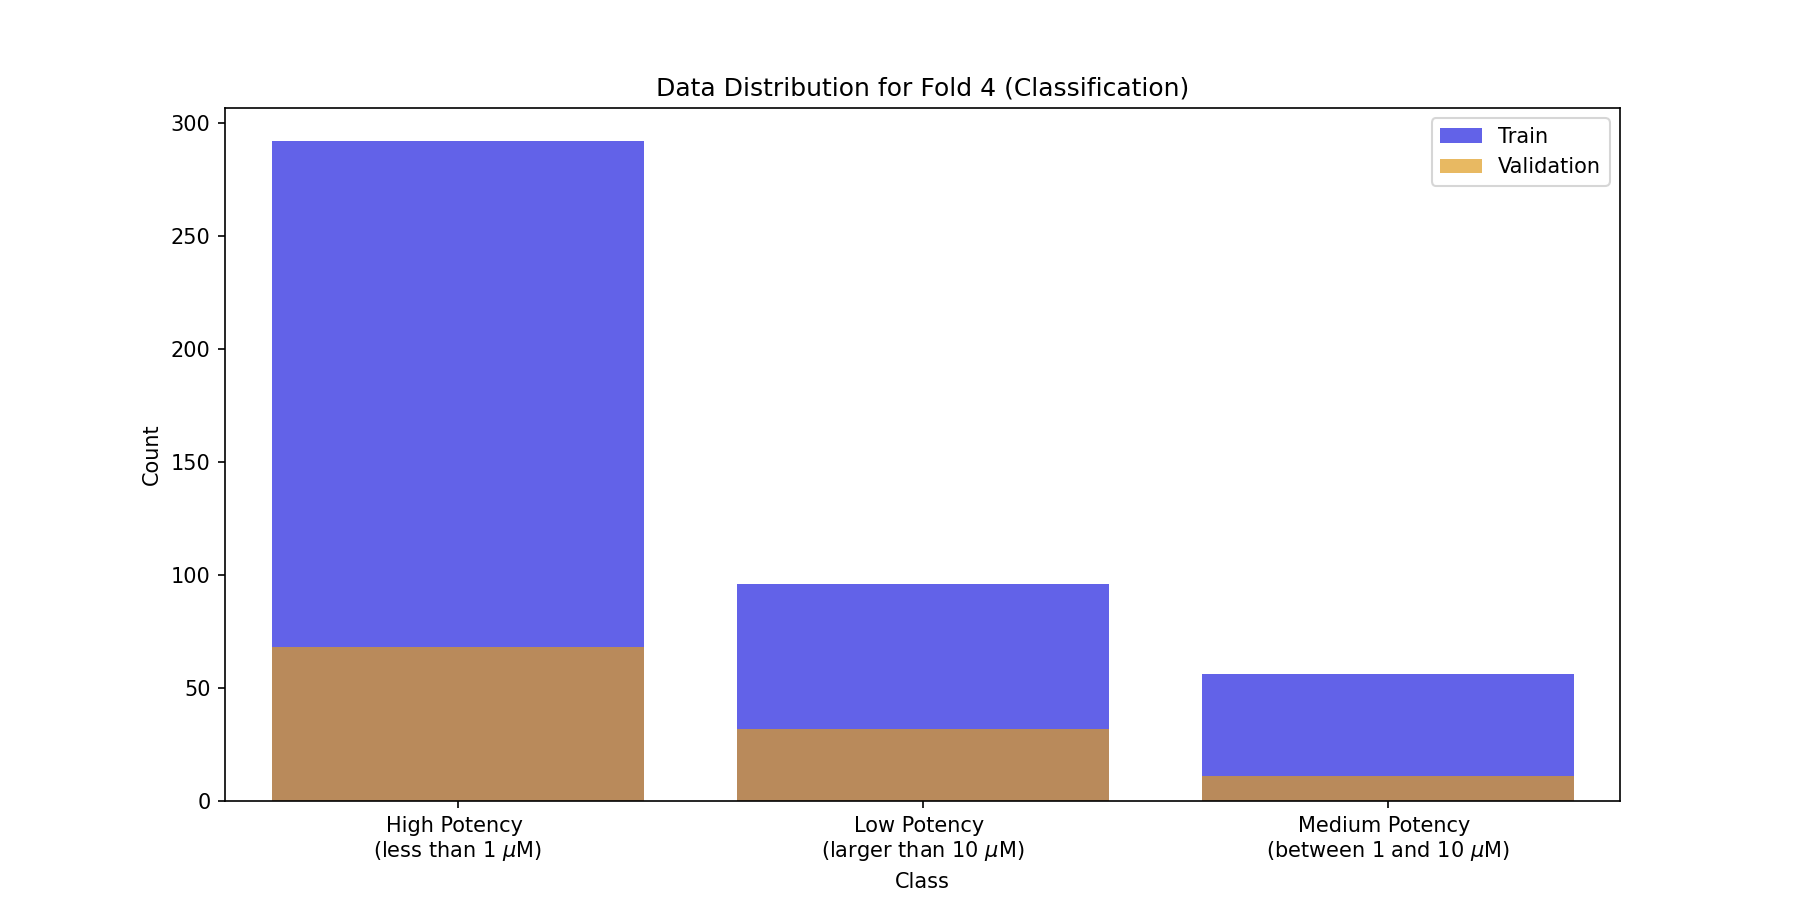 Data Distribution for Fold 4 (Classification)
Train
Validation
300
250
200
150
100
50
0
Count
High Potency
(less than 1 μM)
Low Potency
(larger than 10 μM)
Medium Potency
(between 1 and 10 μM)
Class